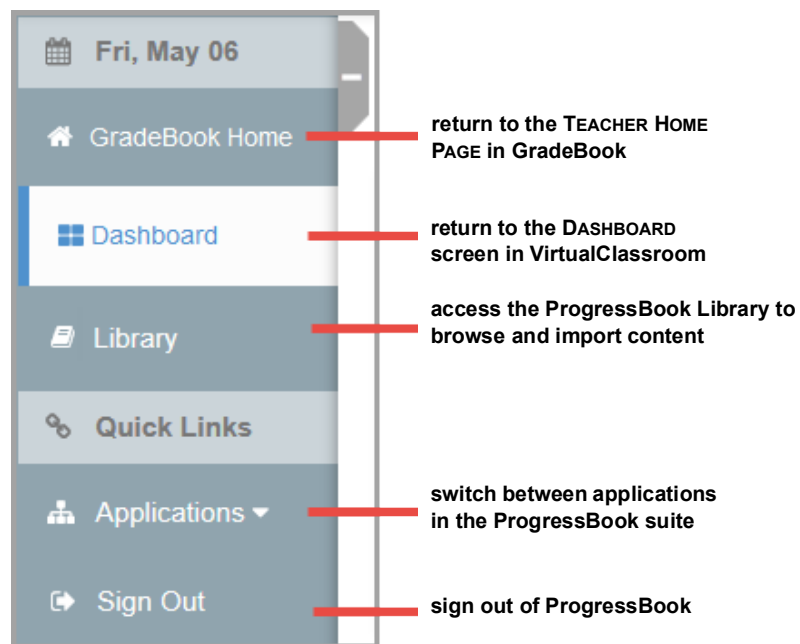 Fri, May 06
GradeBook Home
return to the TEACHER HOME
PAGE in GradeBook
Dashboard
return to the DASHBOARD
screen in VirtualClassroom
Library
access the ProgressBook Library to
browse and import content
Quick Links
Applications
switch between applications
in the ProgressBook suite
Sign Out
sign out of ProgressBook